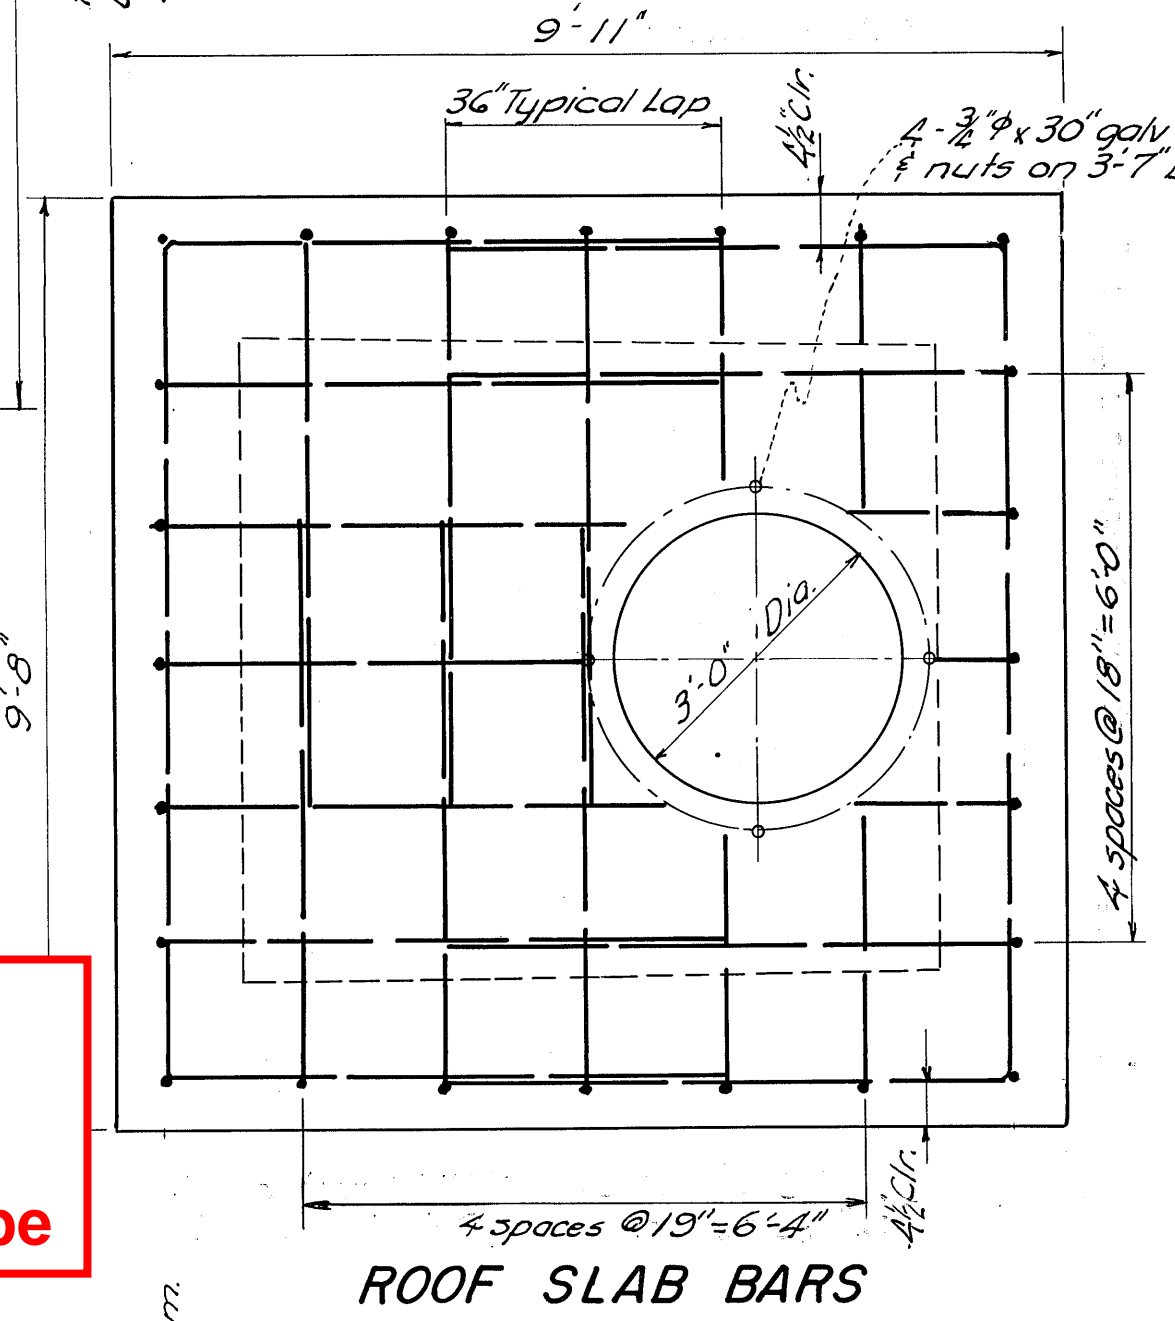 9'-11"
36" Typical Lap
4½" Clr.
4 - ¾" ϕ x 30" galv
& nuts on 3'-7"
3'-0" Dia.
9'-8"
4 spaces @ 18" = 6'-0"
be
4 spaces @ 19" = 6'-4"
4½" Clr.
ROOF SLAB BARS
m.